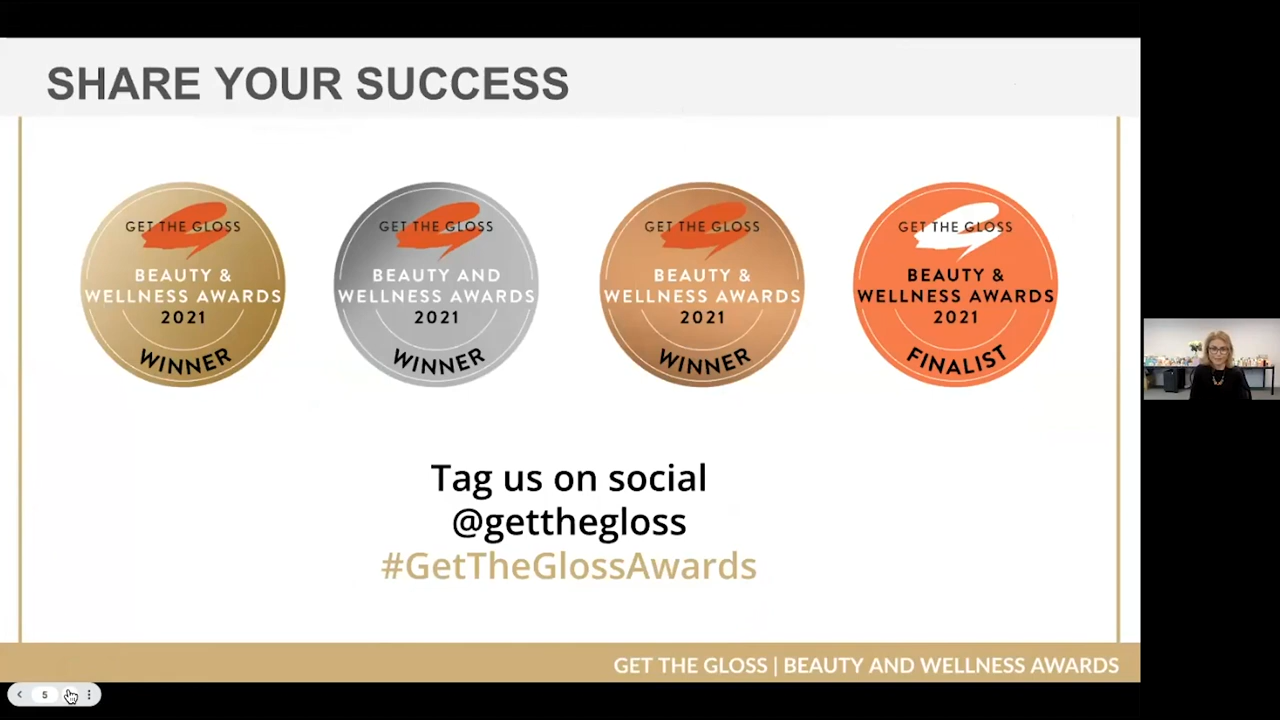 SHARE YOUR SUCCESS
GET THE GLOSS
BEAUTY &
WELLNESS AWARDS
2021
WINNER
GET THE GLOSS
BEAUTY AND
WELLNESS AWARDS
2021
WINNER
GET THE GLOSS
BEAUTY &
WELLNESS AWARDS
2021
WINNER
GET THE GLOSS
BEAUTY &
WELLNESS AWARDS
2021
FINALIST
Tag us on social
@getthegloss
#GetTheGlossAwards
GET THE GLOSS | BEAUTY AND WELLNESS AWARDS
5